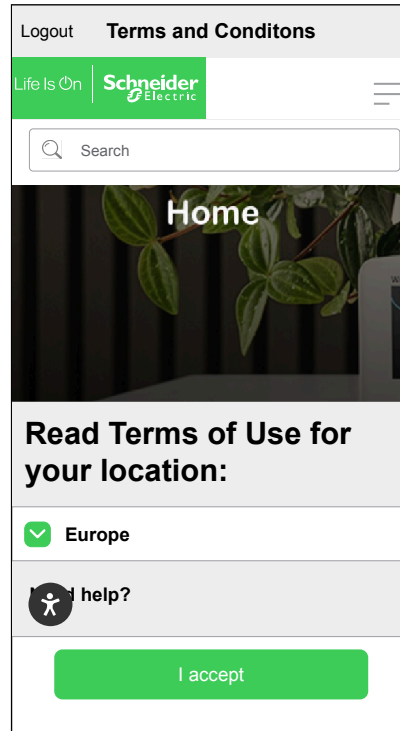 Logout Terms and Conditons
Life Is On Schneider
Electric
Search
Home
Read Terms of Use for
your location:
Europe
help?
I accept